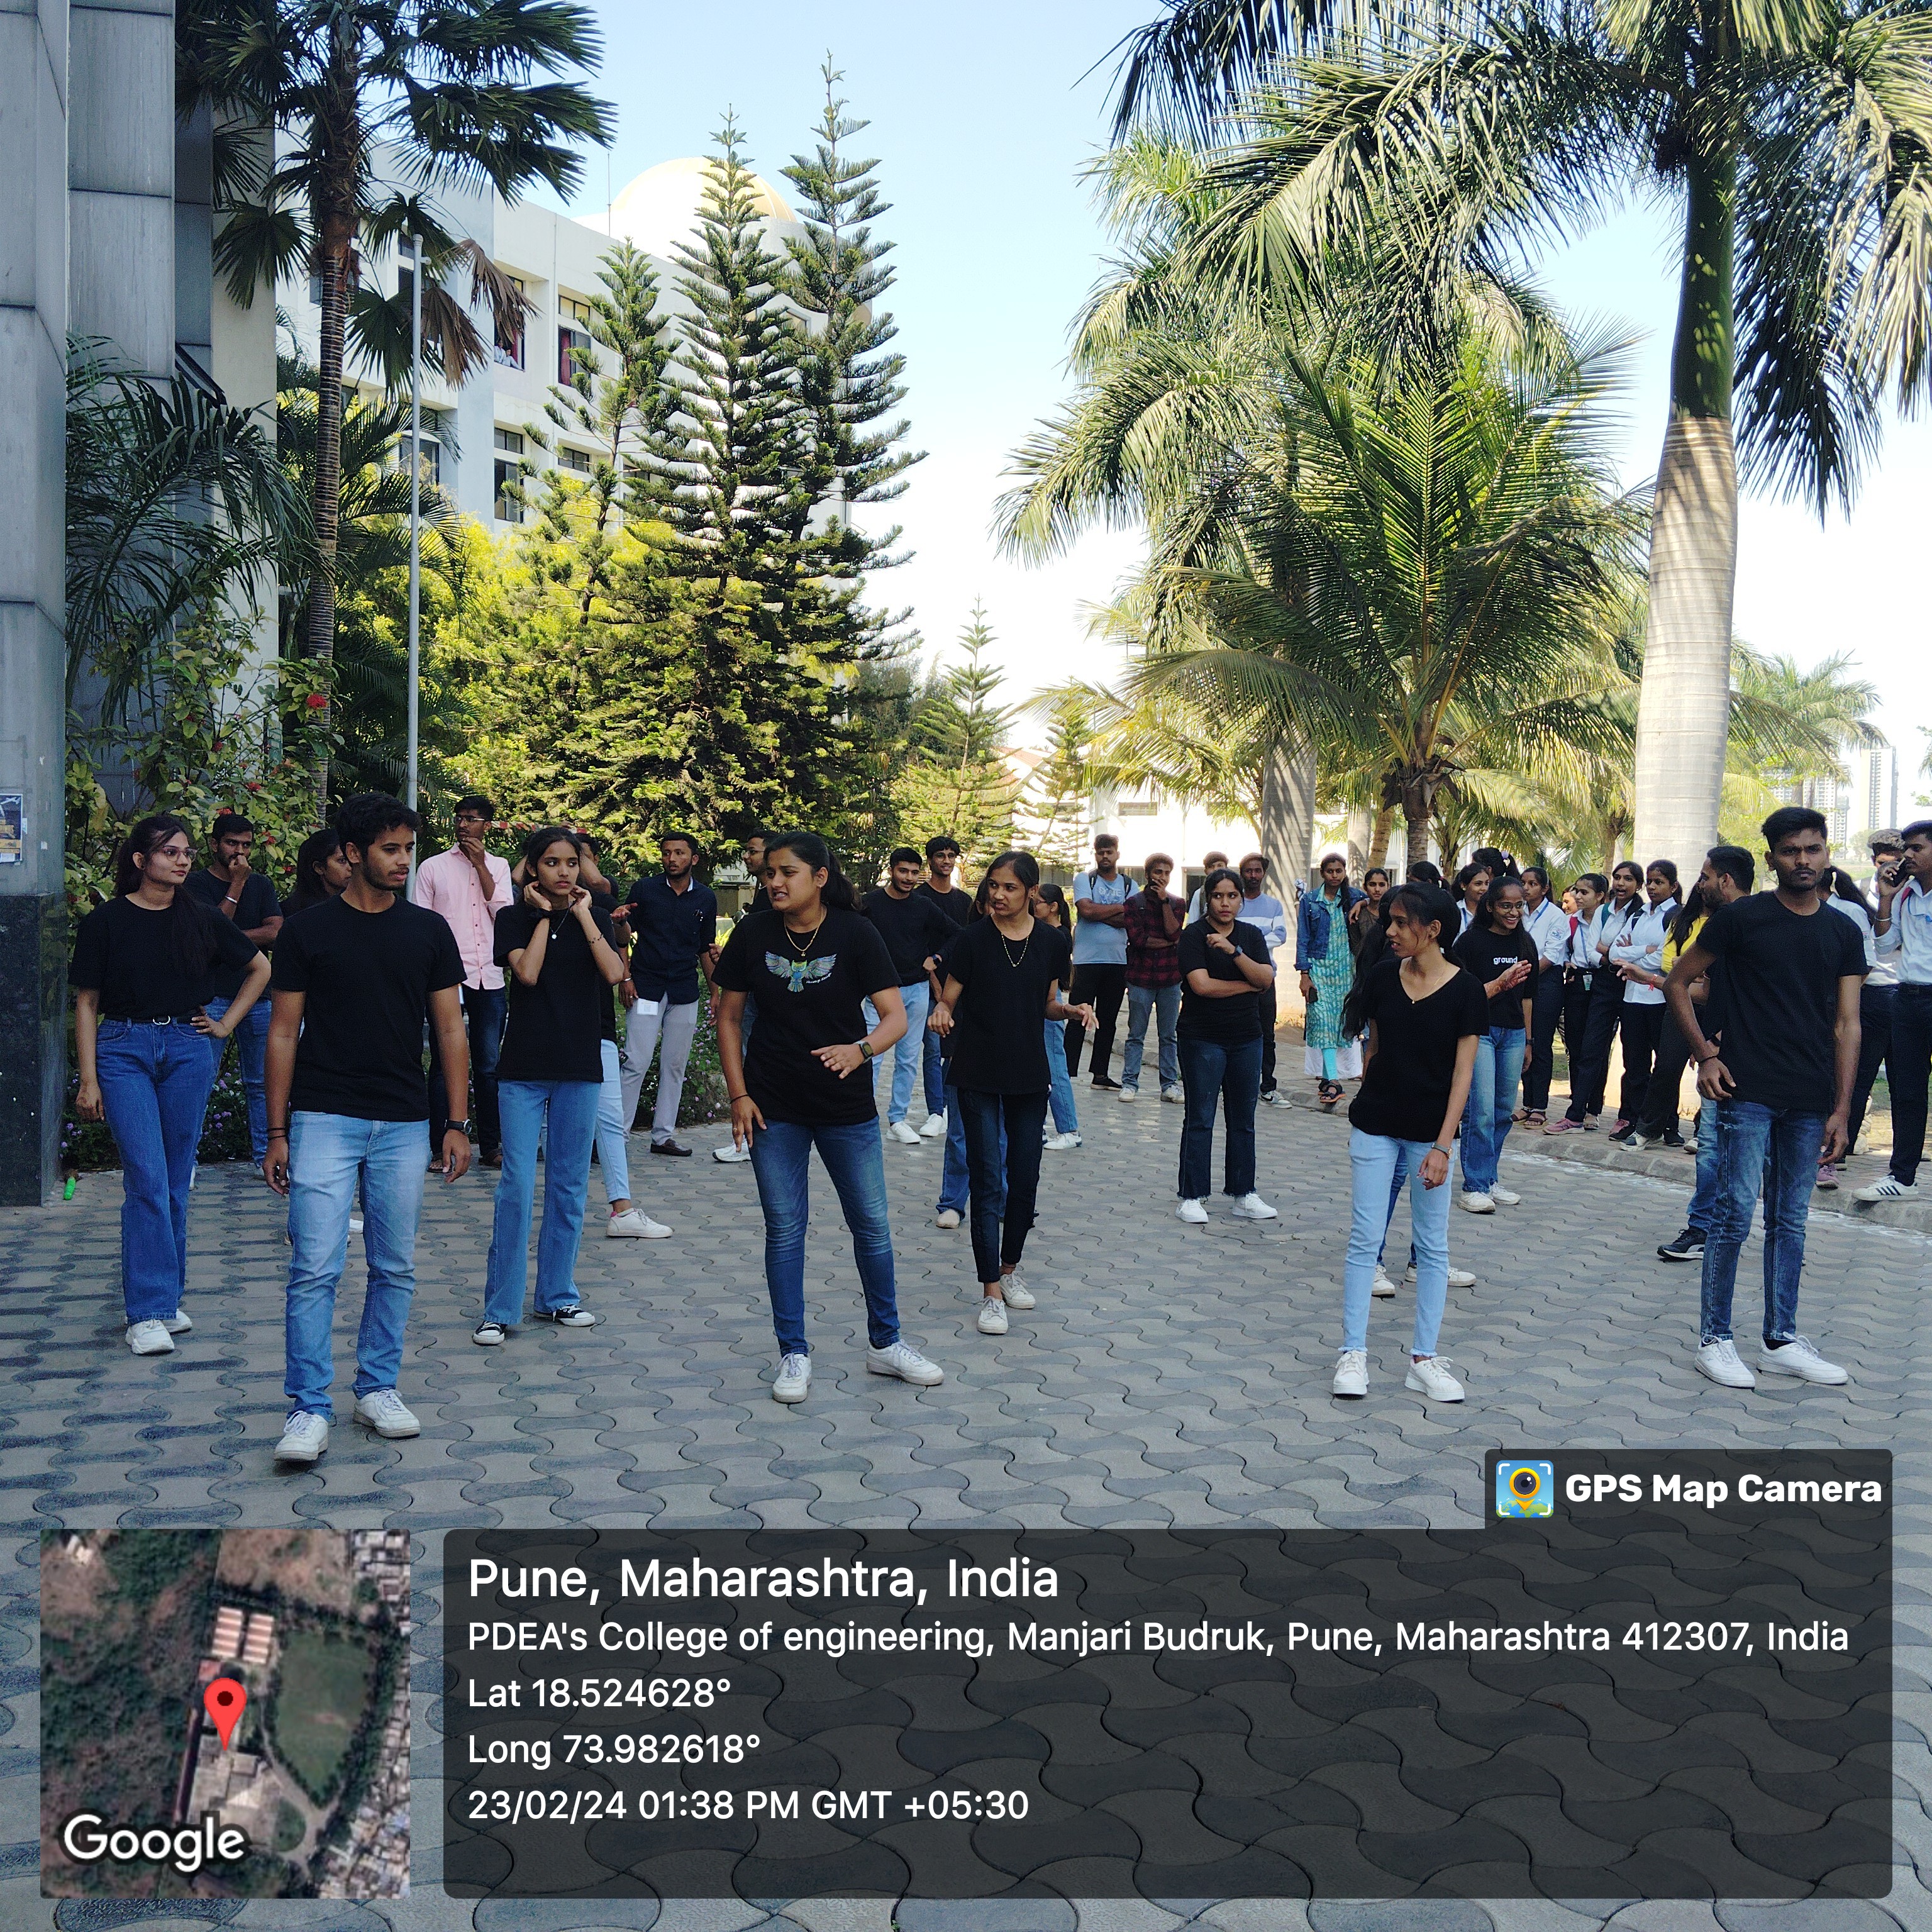 ground
GPS Map Camera
Pune, Maharashtra, India
PDEA's College of engineering, Manjari Budruk, Pune, Maharashtra 412307, India
Lat 18.524628°
Long 73.982618°
23/02/24 01:38 PM GMT +05:30
Google